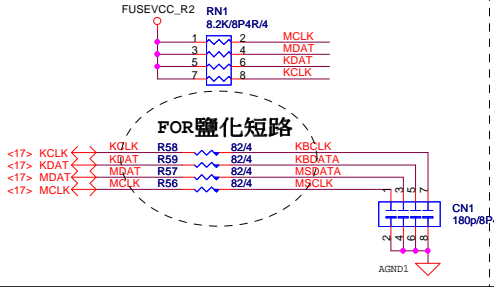 FUSEVCC_R2
RN1
8.2K/8P4R/4
1 2 MCLK
3 4 MDAT
5 6 KDAT
7 8 KCLK
FOR鹽化短路
<17> KCLK KCLK R58 82/4 KBCLK
<17> KDAT KDAT R59 82/4 KBDATA
<17> MDAT MDAT R57 82/4 MSDATA
<17> MCLK MCLK R56 82/4 MSCLK
1 3 5 7
CN1
180p/8P4
2 4 6 8
AGND1